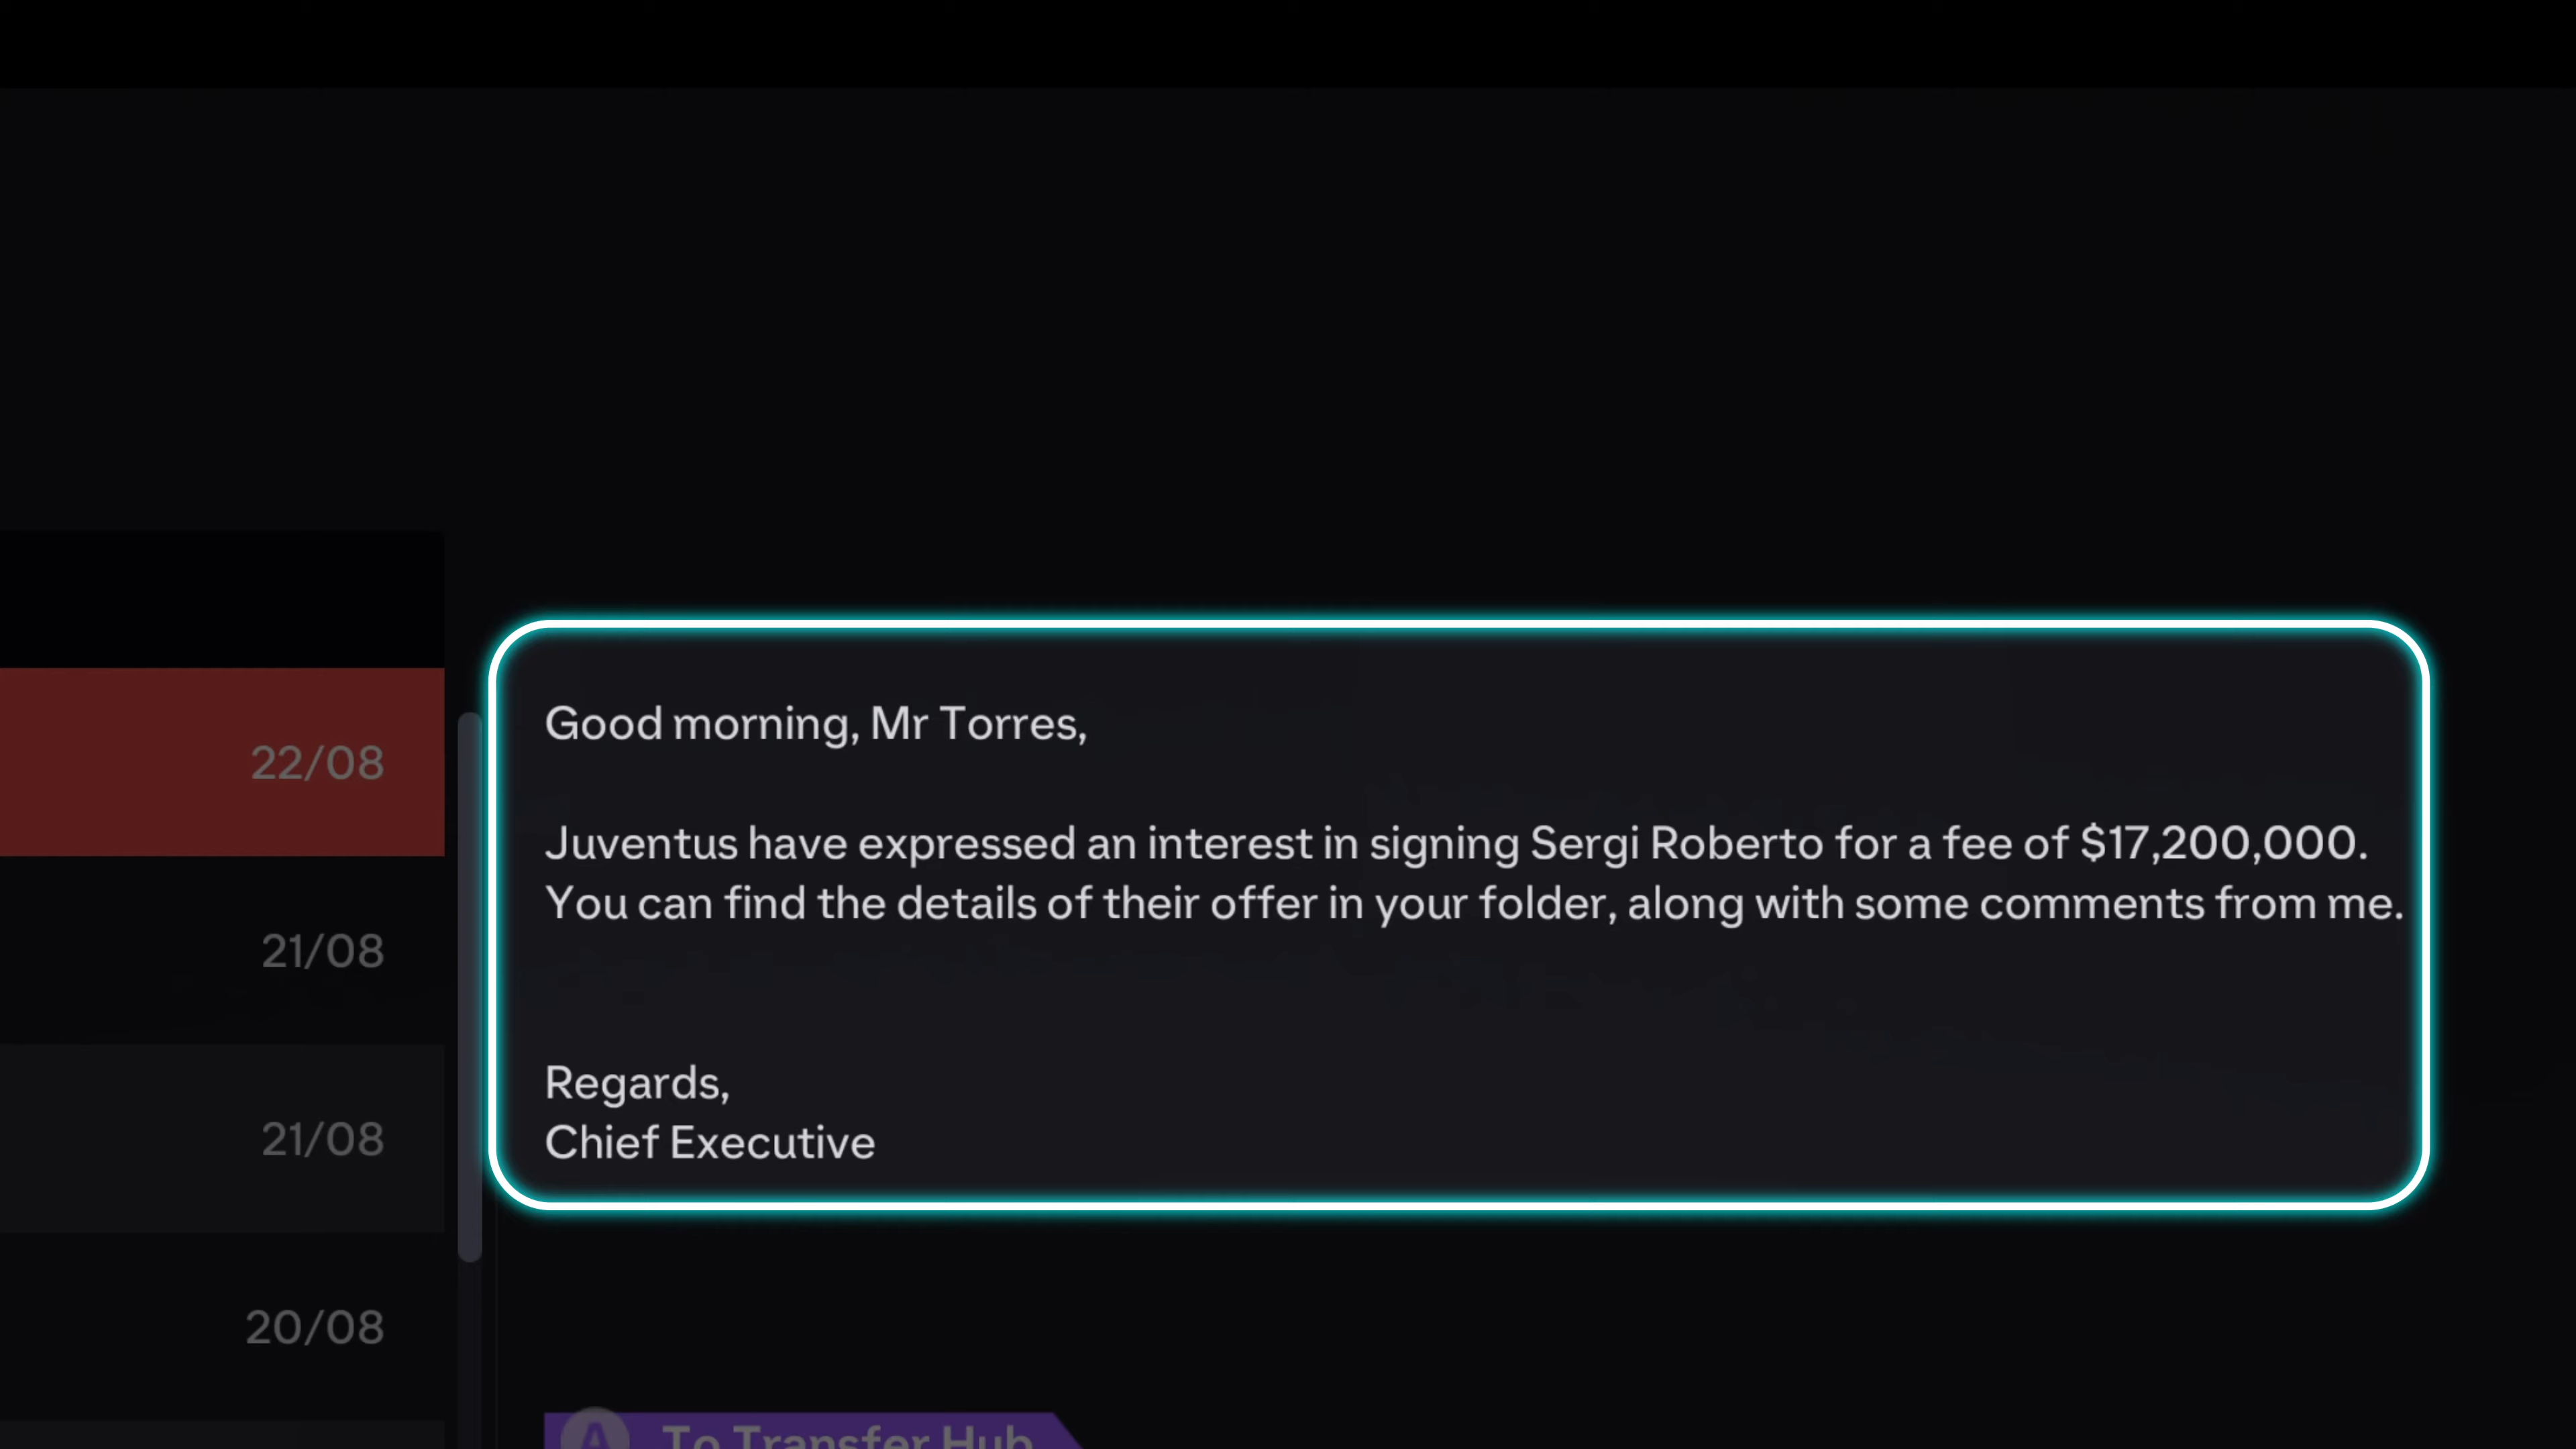 22/08
21/08
21/08
20/08
Good morning, Mr Torres,
Juventus have expressed an interest in signing Sergi Roberto for a fee of $17,200,000.
You can find the details of their offer in your folder, along with some comments from me.
Regards,
Chief Executive
A To Transfer Hub